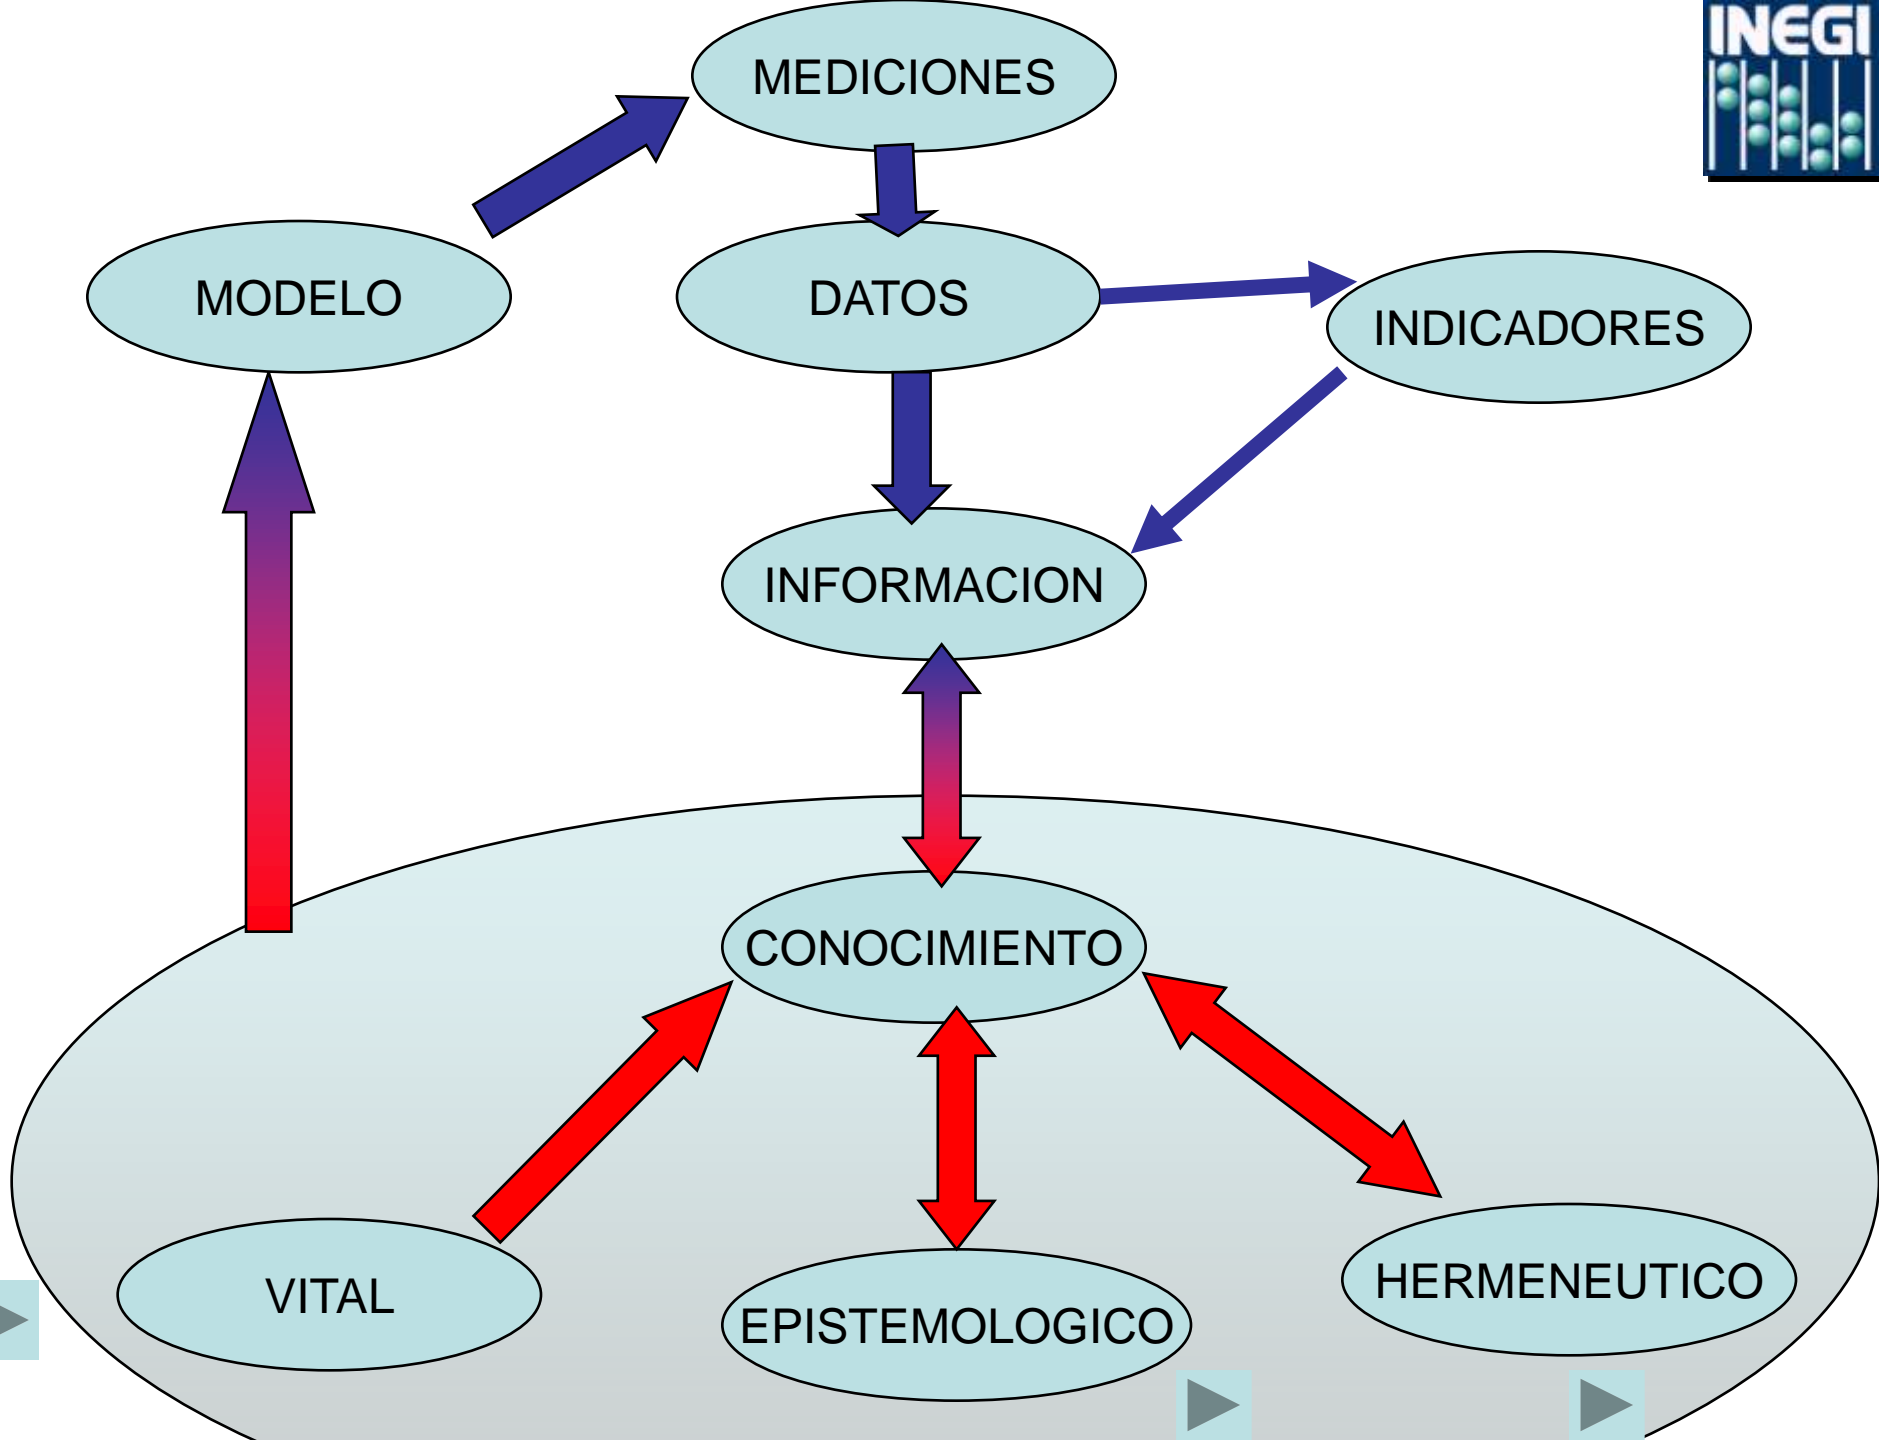 INEGI
MEDICIONES
MODELO
DATOS
INDICADORES
INFORMACION
CONOCIMIENTO
VITAL
EPISTEMOLOGICO
HERMENEUTICO